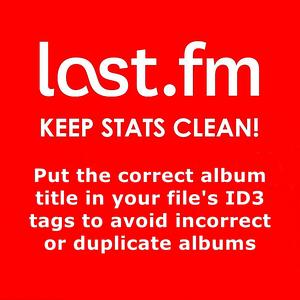 last.fm
KEEP STATS CLEAN!
Put the correct album
title in your file's ID3
tags to avoid incorrect
or duplicate albums